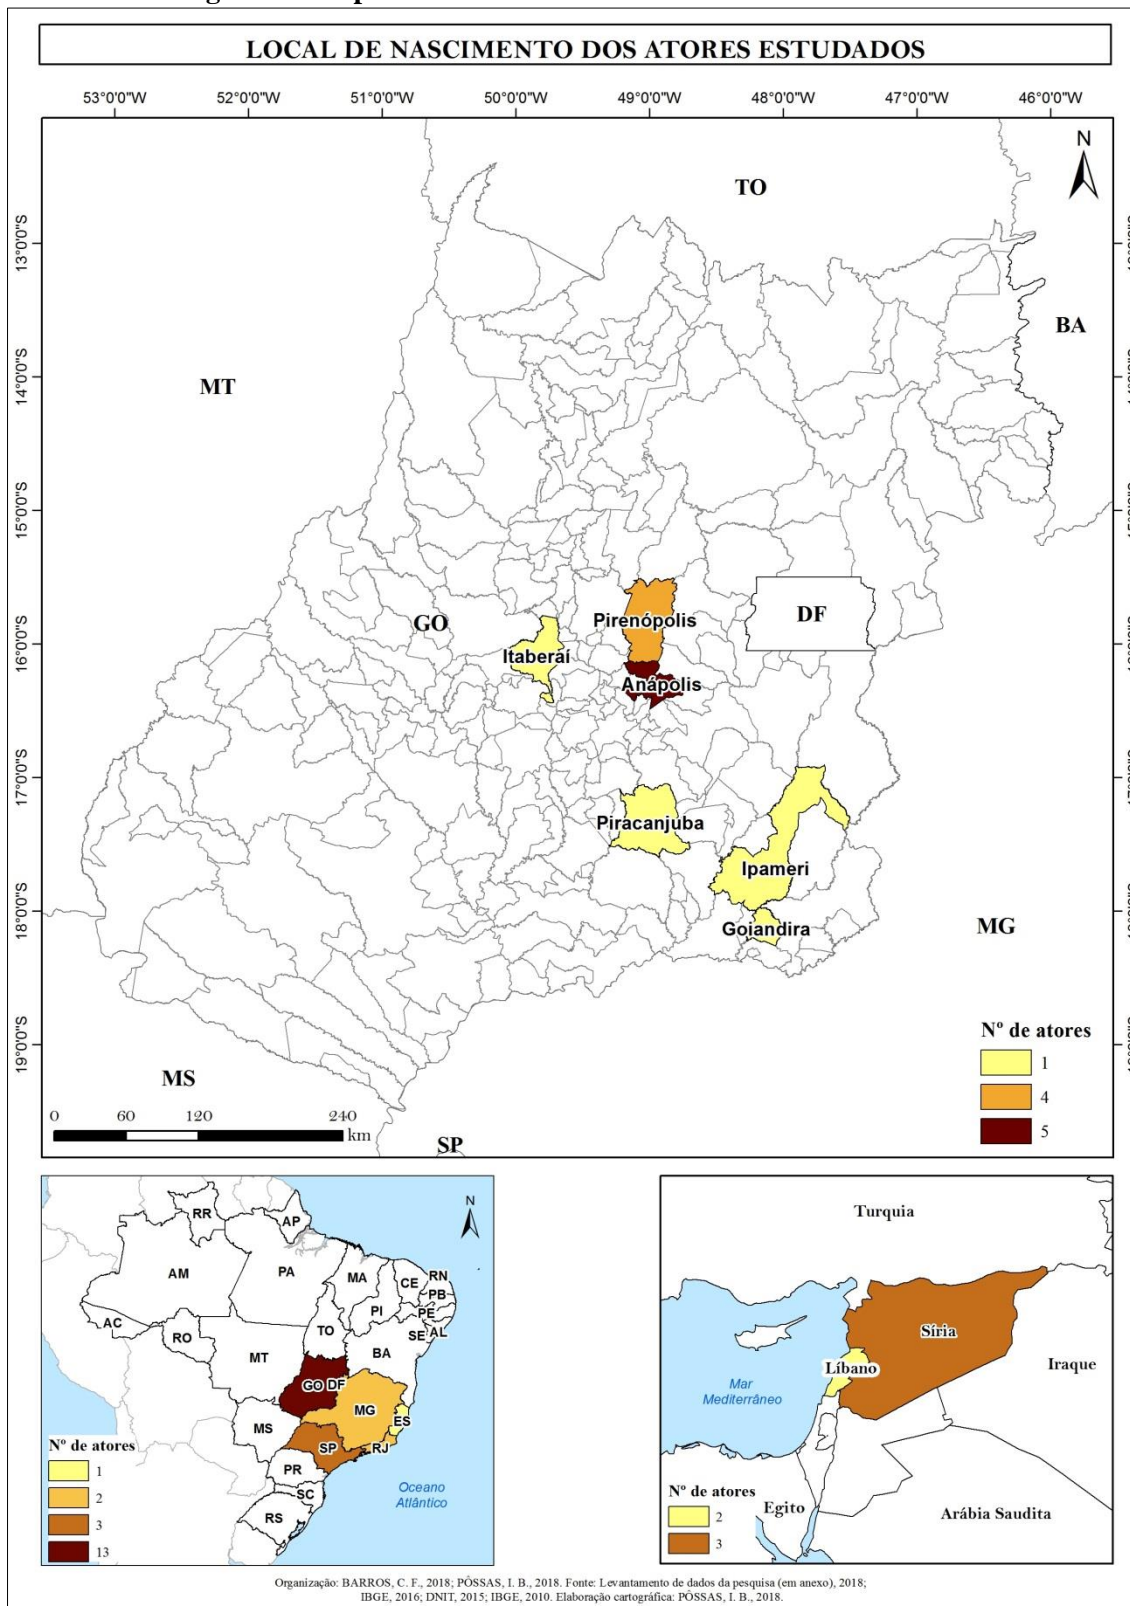 LOCAL DE NASCIMENTO DOS ATORES ESTUDADOS
53°0'0"W 52°0'0"W 51°0'0"W 50°0'0"W 49°0'0"W 48°0'0"W 47°0'0"W 46°0'0"W
N
TO
13°0'0"S
BA
MT
14°0'0"S
15°0'0"S
DF
Pirenópolis
GO
16°0'0"S
Itaberaí
Anápolis
17°0'0"S
Piracanjuba
Ipameri
18°0'0"S
MG
Goiandira
19°0'0"S
Nº de atores
1
4
5
MS
0 60 120 240
km
SP
N
RR AP
AM PA MA CE RN
PB
PI PE
AC TO AL
RO SE
MT BA
GO DF
MG
ES
MS
SP RJ
PR
SC
RS
Nº de atores
1
2
3
13
Oceano
Atlântico
Turquia
Síria
Líbano
Iraque
Mar
Mediterrâneo
Egito
Arábia Saudita
Nº de atores
2
3
Organização: BARROS, C. F., 2018; PÔSSAS, I. B., 2018. Fonte: Levantamento de dados da pesquisa (em anexo), 2018;
IBGE, 2016; DNIT, 2015; IBGE, 2010. Elaboração cartográfica: PÔSSAS, I. B., 2018.